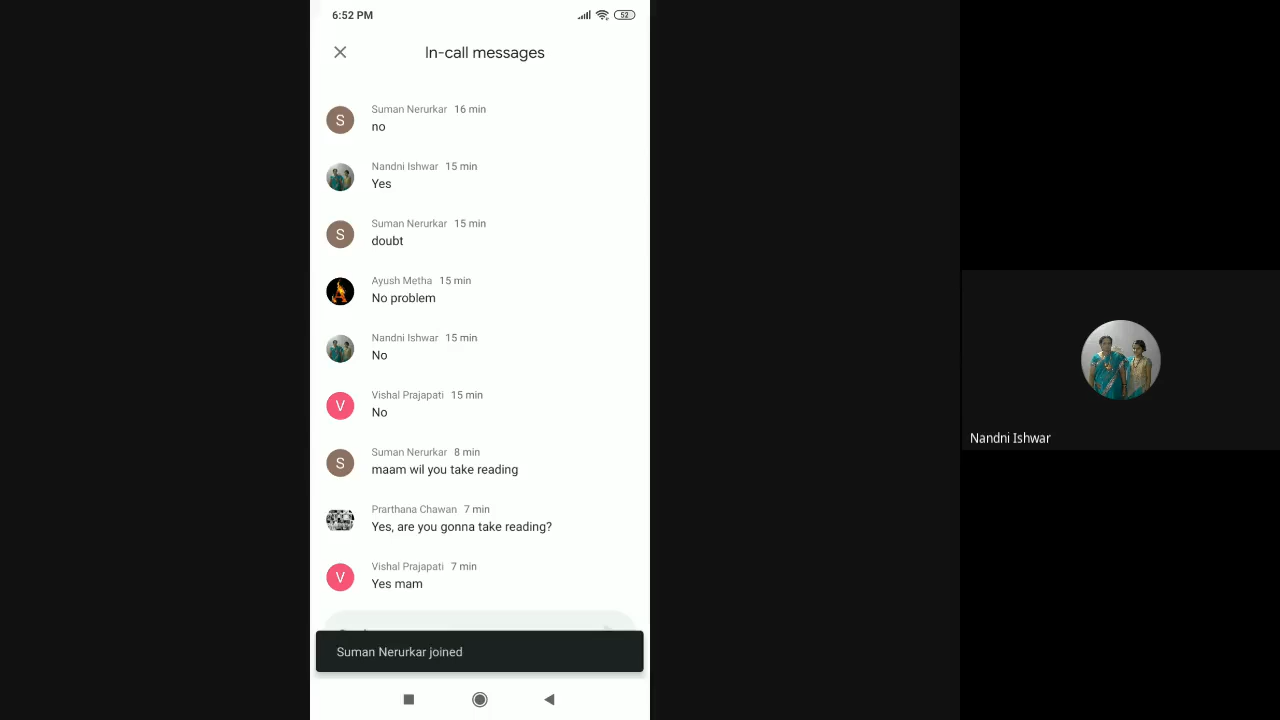 6:52 PM
52
In-call messages
S
Suman Nerurkar 16 min
no
Nandni Ishwar 15 min
Yes
S
Suman Nerurkar 15 min
doubt
A
Ayush Metha 15 min
No problem
Nandni Ishwar 15 min
No
V
Vishal Prajapati 15 min
No
S
Suman Nerurkar 8 min
maam wil you take reading
Prarthana Chawan 7 min
Yes, are you gonna take reading?
V
Vishal Prajapati 7 min
Yes mam
Suman Nerurkar joined
Nandni Ishwar